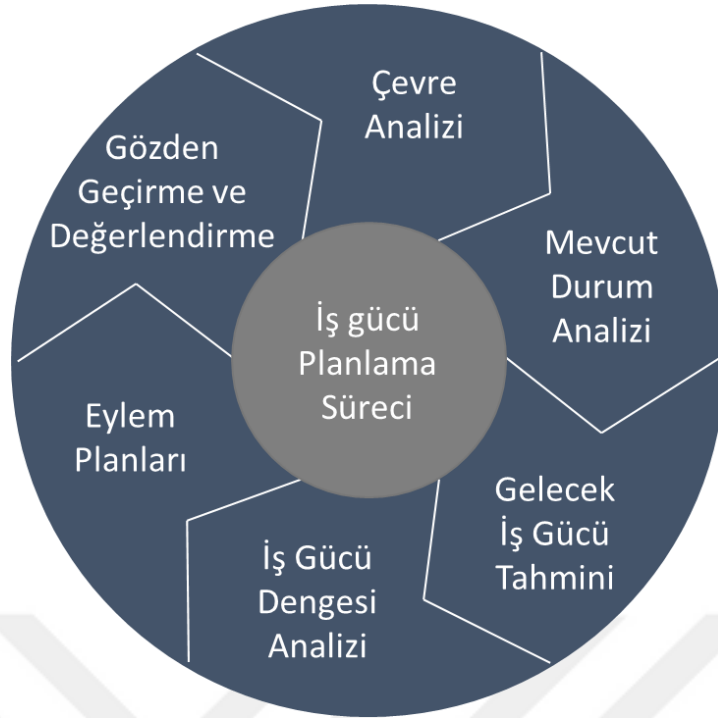 Çevre
Analizi
Mevcut
Durum
Analizi
Gelecek
İş Gücü
Tahmini
İş Gücü
Dengesi
Analizi
Eylem
Planları
Gözden
Geçirme ve
Değerlendirme
İş gücü
Planlama
Süreci